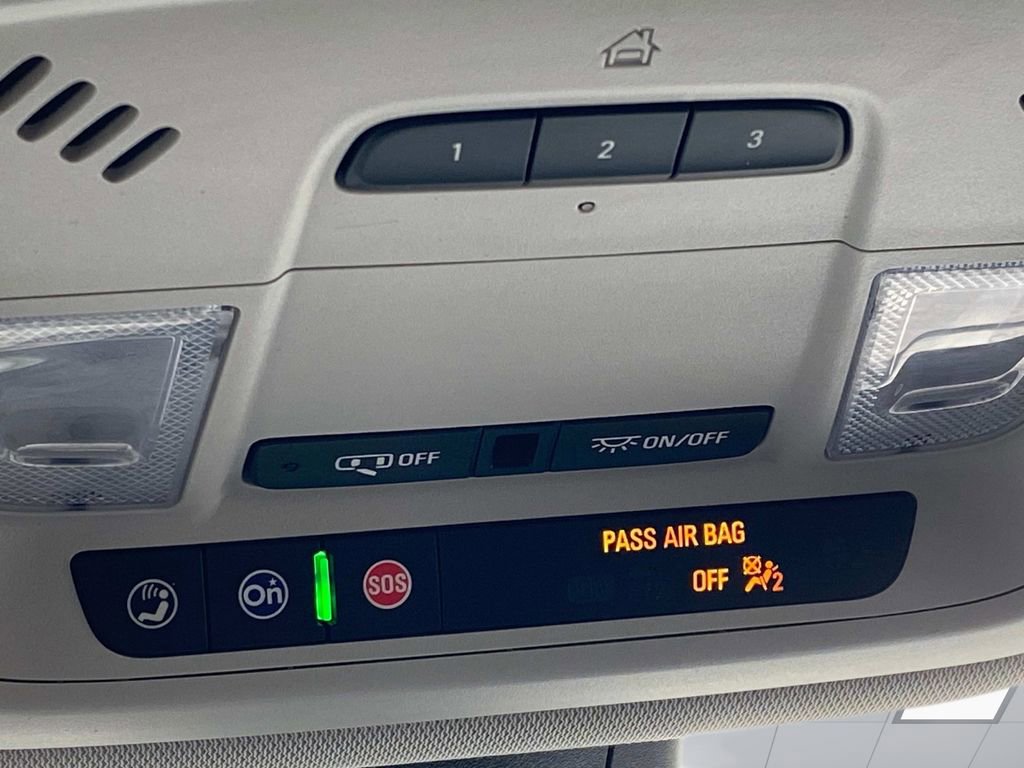 1 2 3
OFF ON/OFF
On SOS
PASS AIR BAG
OFF 2